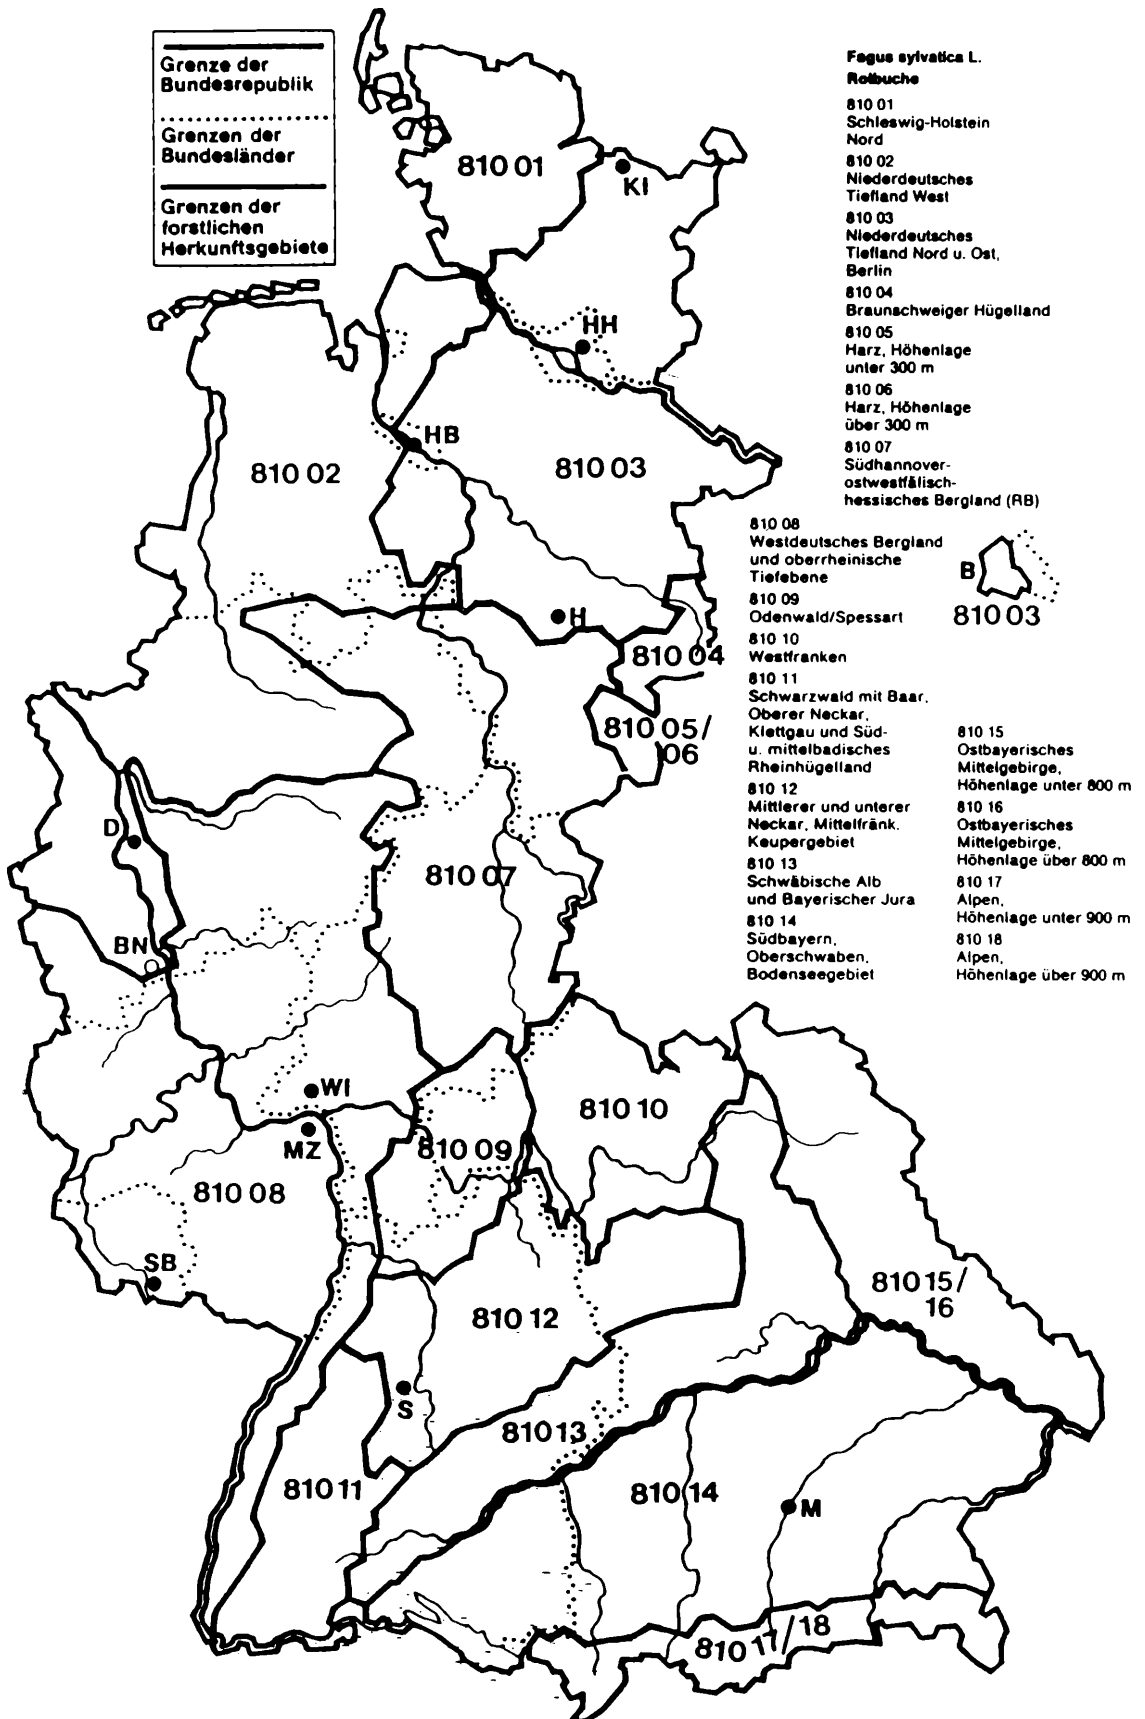 Grenze der
Bundesrepublik
Grenzen der
Bundesländer
Grenzen der
forstlichen
Herkunftsgebiete
Fagus sylvatica L.
Rotbuche
810 01
Schleswig-Holstein
Nord
810 02
Niederdeutsches
Tiefland West
810 03
Niederdeutsches
Tiefland Nord u. Ost,
Berlin
810 04
Braunschweiger Hügelland
810 05
Harz, Höhenlage
unter 300 m
810 06
Harz, Höhenlage
über 300 m
810 07
Südhannover-
ostwestfälisch-
hessisches Bergland (RB)
810 08
Westdeutsches Bergland
und oberrheinische
Tiefebene
810 09
Odenwald/Spessart
810 10
Westfranken
810 11
Schwarzwald mit Baar,
Oberer Neckar,
Klettgau und Süd-
u. mittelbadisches
Rheinhügelland
810 12
Mittlerer und unterer
Neckar, Mittelfränk.
Keupergebiet
810 13
Schwäbische Alb
und Bayerischer Jura
810 14
Südbayern,
Oberschwaben,
Bodenseegebiet
810 15
Ostbayerisches
Mittelgebirge,
Höhenlage unter 800 m
810 16
Ostbayerisches
Mittelgebirge,
Höhenlage über 800 m
810 17
Alpen,
Höhenlage unter 900 m
810 18
Alpen,
Höhenlage über 900 m
B
810 03
810 01
KI
HH
HB
810 02
810 03
H
810 04
810 05/
06
D
810 07
BN
WI
MZ
810 10
810 09
810 08
SB
810 15/
16
810 12
S
810 13
810 11
810 14
M
810 17/18